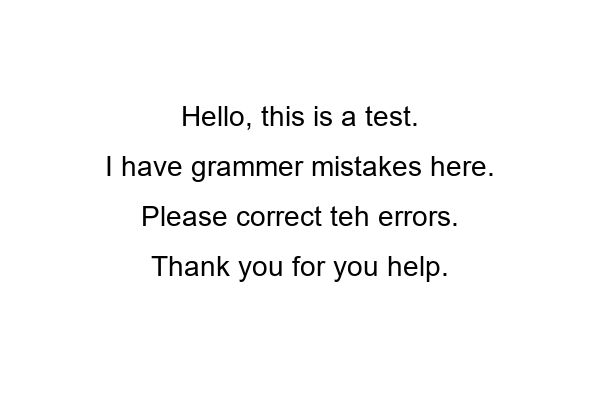 Hello, this is a test.
I have grammer mistakes here.
Please correct teh errors.
Thank you for you help.